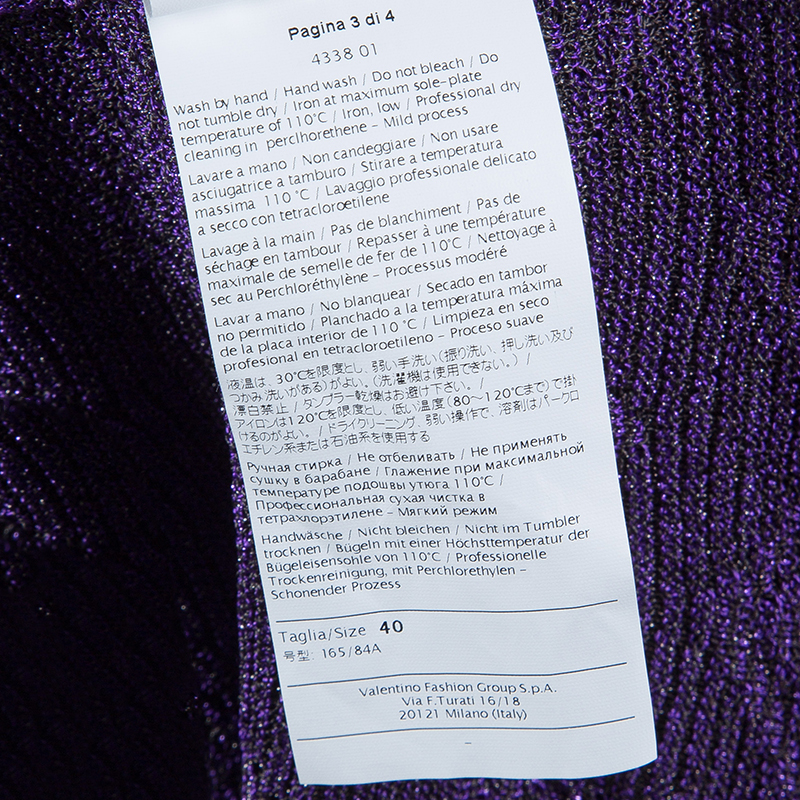 Pagina 3 di 4
4338 01
Wash by hand / Hand wash / Do not bleach / Do
not tumble dry / Iron at maximum sole-plate
temperature of 110°C / Iron, low / Professional dry
cleaning in perclhorethene - Mild process
Lavare a mano / Non candeggiare / Non usare
asciugatrice a tamburo / Stirare a temperatura
massima 110 °C / Lavaggio professionale delicato
a secco con tetracloroetilene
Lavage à la main / Pas de blanchiment / Pas de
séchage en tambour / Repasser à une température
maximale de semelle de fer de 110°C / Nettoyage à
sec au Perchloréthylène - Processus modéré
Lavar a mano / No blanquear / Secado en tambor
no permitido / Planchado a la temperatura máxima
de la placa interior de 110 °C / Limpieza en seco
profesional en tetracloroetileno - Proceso suave
液温は、30℃を限度とし、弱い手洗い(振り洗い、押し洗い及び
つかみ洗いがある)がよい。(洗濯機は使用できない。) /
漂白禁止 / タンブラー乾燥はお避け下さい。 /
アイロンは120℃を限度とし、低い温度(80～120℃まで)で掛
けるのがよい。 / ドライクリーニング、弱い操作で、溶剤はパークロ
エチレン系または石油系を使用する
Ручная стирка / Не отбеливать / Не применять
сушку в барабане / Глажение при максимальной
температуре подошвы утюга 110°C /
Профессиональная сухая чистка в
тетрахлорэтилене - Мягкий режим
Handwäsche / Nicht bleichen / Nicht im Tumbler
trocknen / Bügeln mit einer Höchsttemperatur der
Bügeleisensohle von 110°C / Professionelle
Trockenreinigung, mit Perchlorethylen -
Schonender Prozess
Taglia/Size 40
号型: 165/84A
Valentino Fashion Group S.p.A.
Via F.Turati 16/18
20121 Milano (Italy)
-